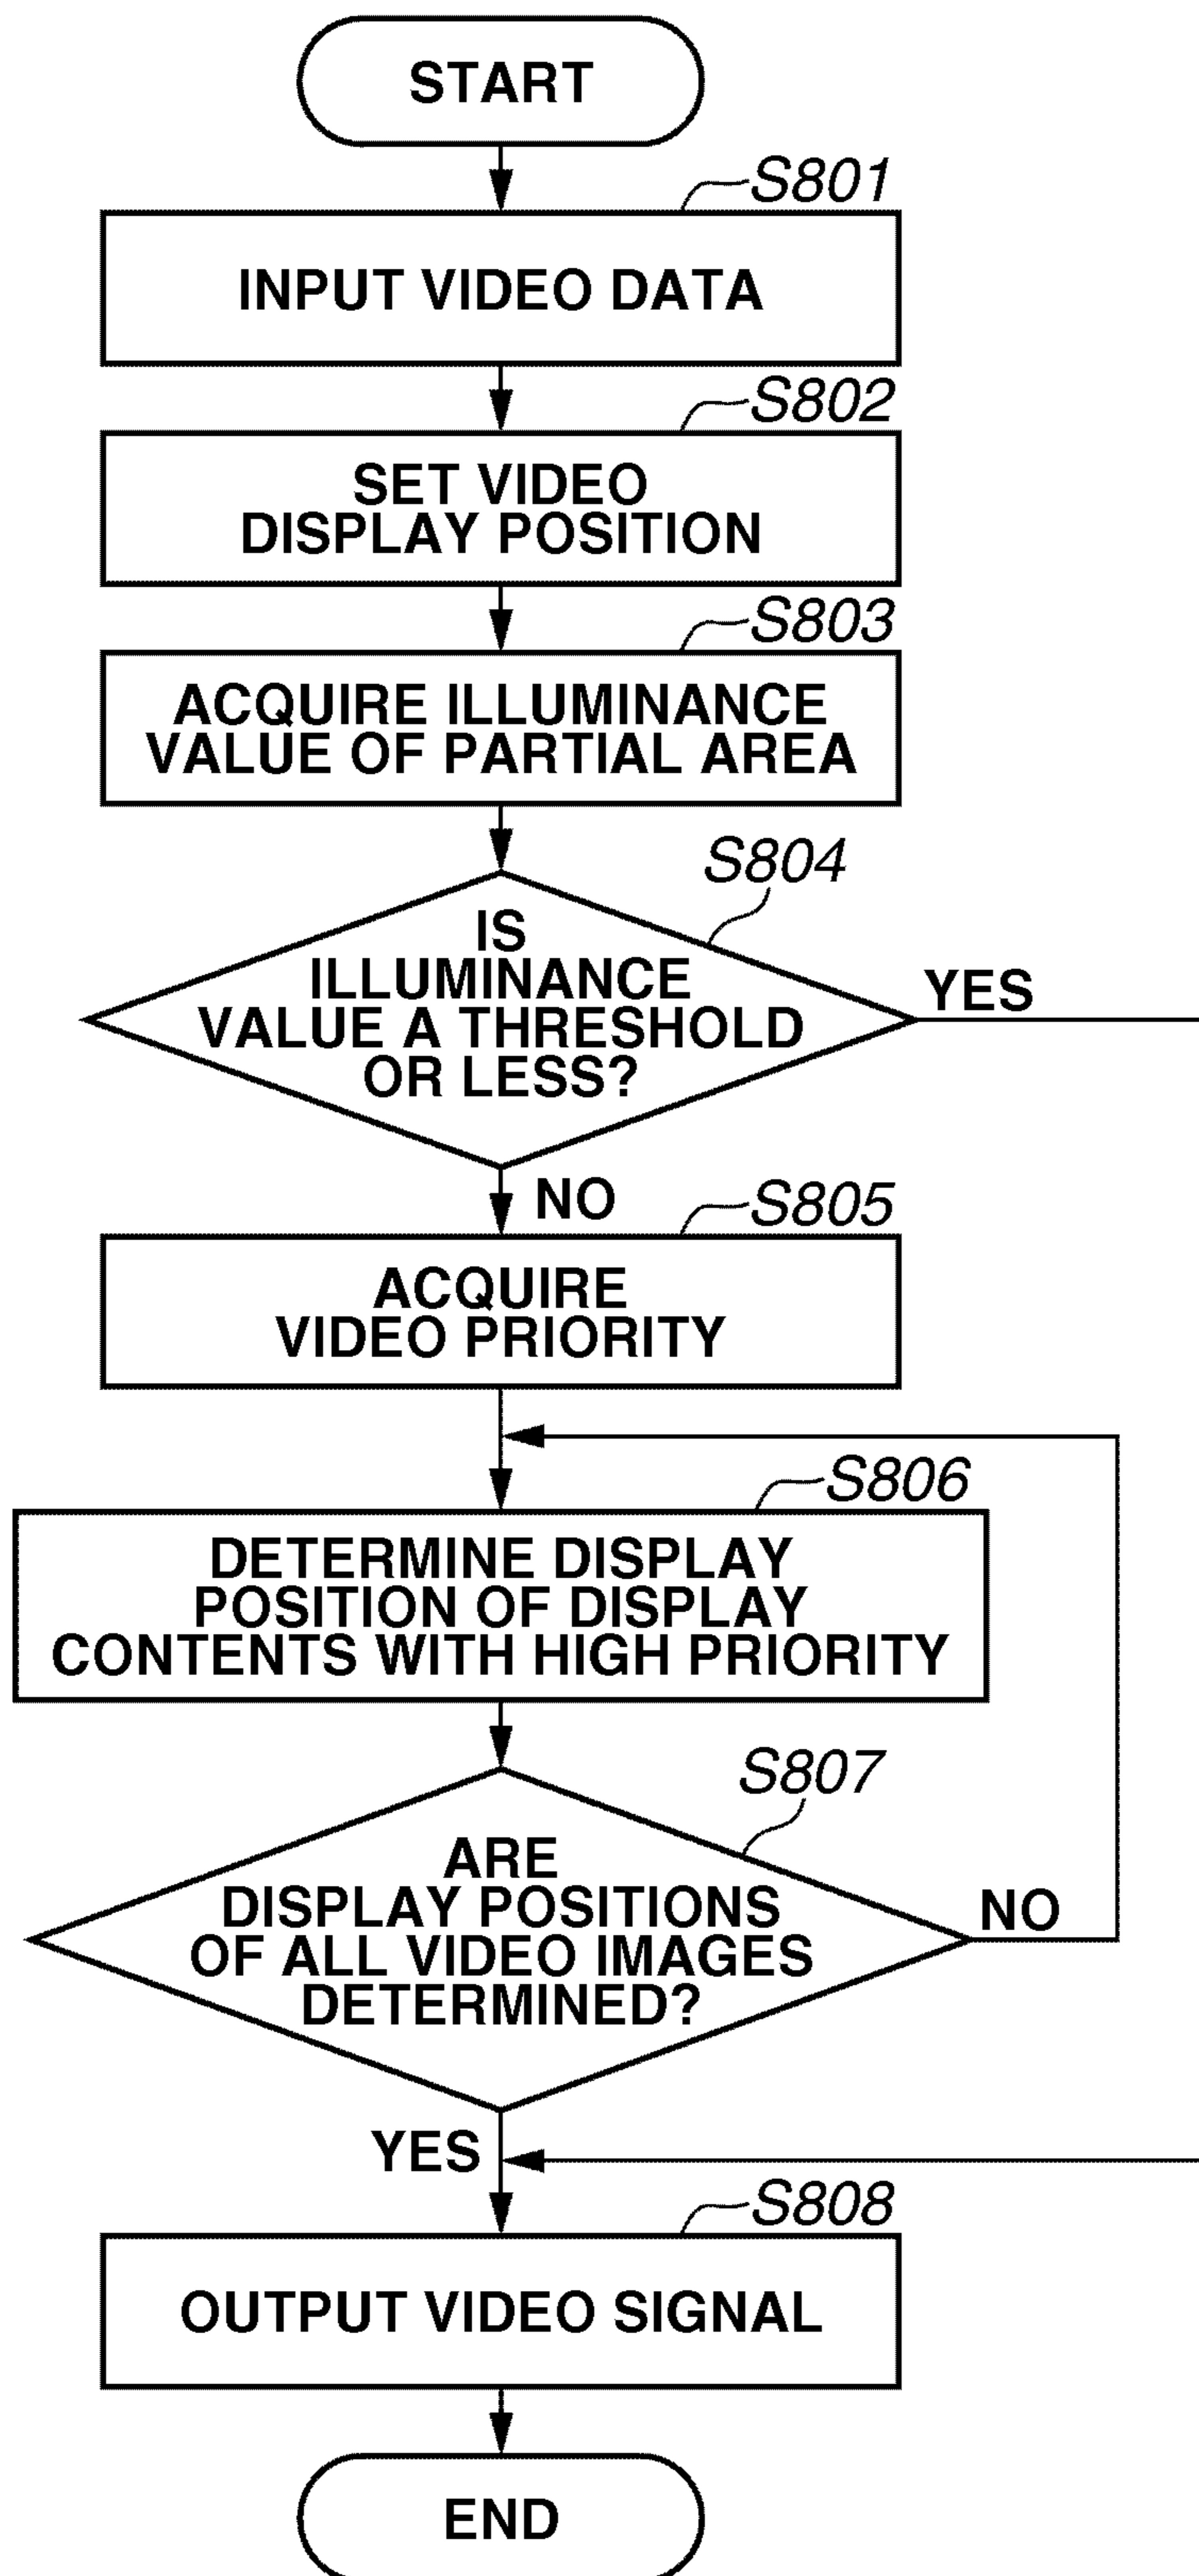 START
S801
INPUT VIDEO DATA
S802
SET VIDEO
DISPLAY POSITION
S803
ACQUIRE ILLUMINANCE
VALUE OF PARTIAL AREA
S804
IS
ILLUMINANCE
VALUE A THRESHOLD
OR LESS?
YES
NO
S805
ACQUIRE
VIDEO PRIORITY
S806
DETERMINE DISPLAY
POSITION OF DISPLAY
CONTENTS WITH HIGH PRIORITY
S807
ARE
DISPLAY POSITIONS
OF ALL VIDEO IMAGES
DETERMINED?
NO
YES
S808
OUTPUT VIDEO SIGNAL
END